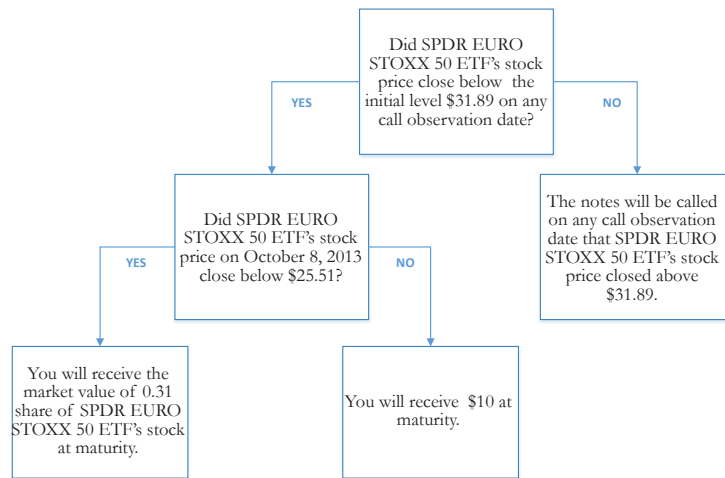 Did SPDR EURO
STOXX 50 ETF's stock
price close below the
initial level $31.89 on any
call observation date?
YES
NO
Did SPDR EURO
STOXX 50 ETF's stock
price on October 8, 2013
close below $25.51?
The notes will be called
on any call observation
date that SPDR EURO
STOXX 50 ETF's stock
price closed above
$31.89.
YES
NO
You will receive the
market value of 0.31
share of SPDR EURO
STOXX 50 ETF's stock
at maturity.
You will receive $10 at
maturity.